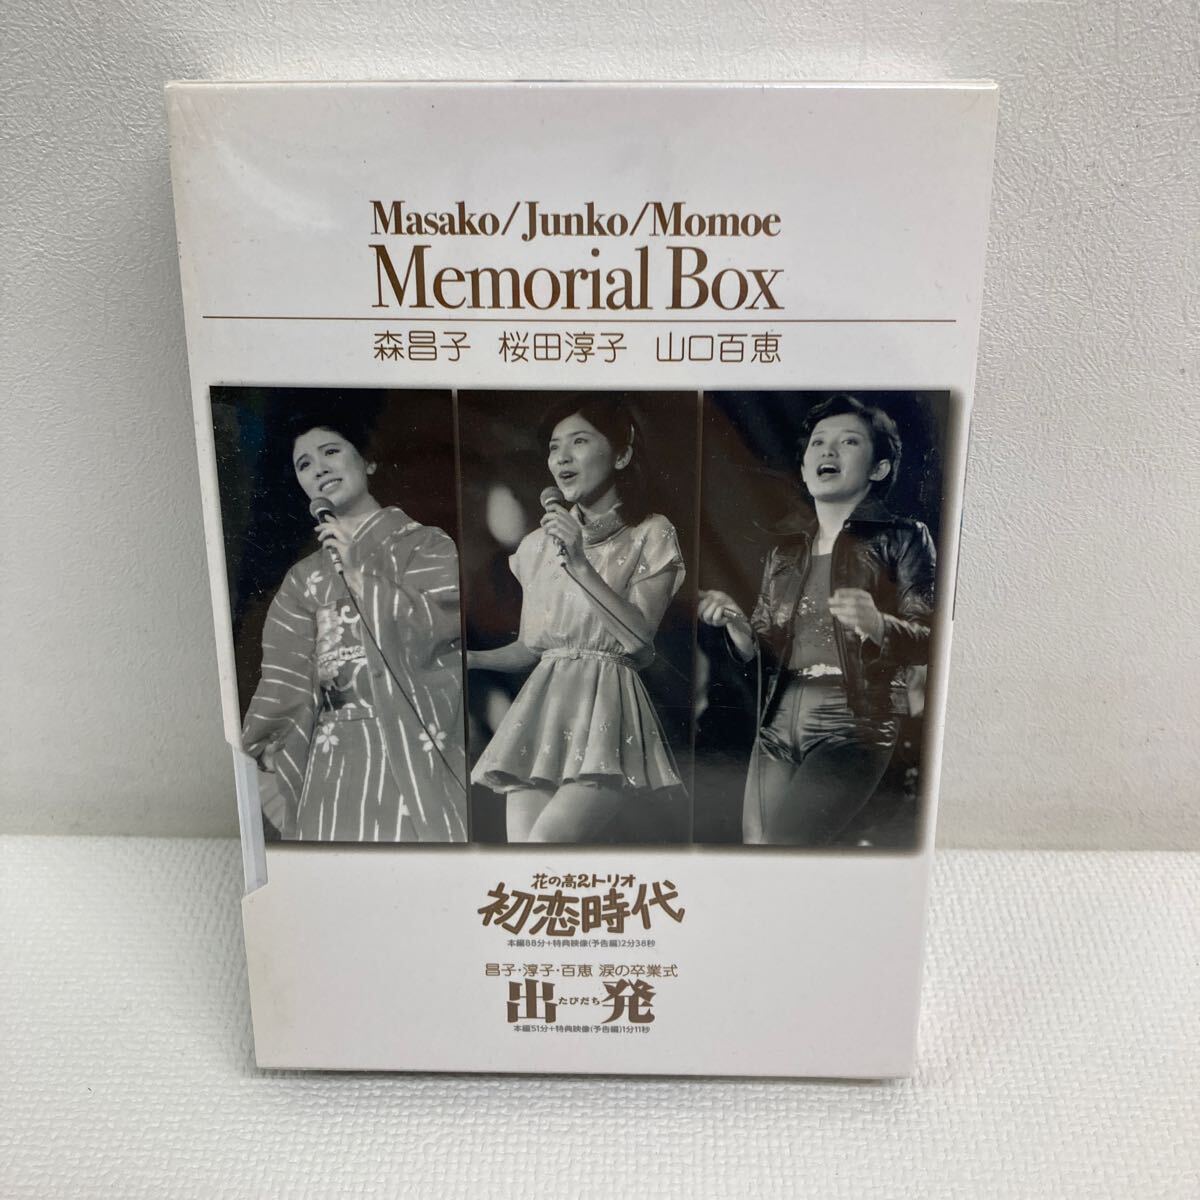 Masako/Junko/Momoe
Memorial Box
森昌子 桜田淳子 山口百恵
花の高2トリオ
初恋時代
本編88分+特典映像(予告編)2分38秒
昌子・淳子・百恵 涙の卒業式
出発
たびだち
本編51分+特典映像(予告編)1分11秒